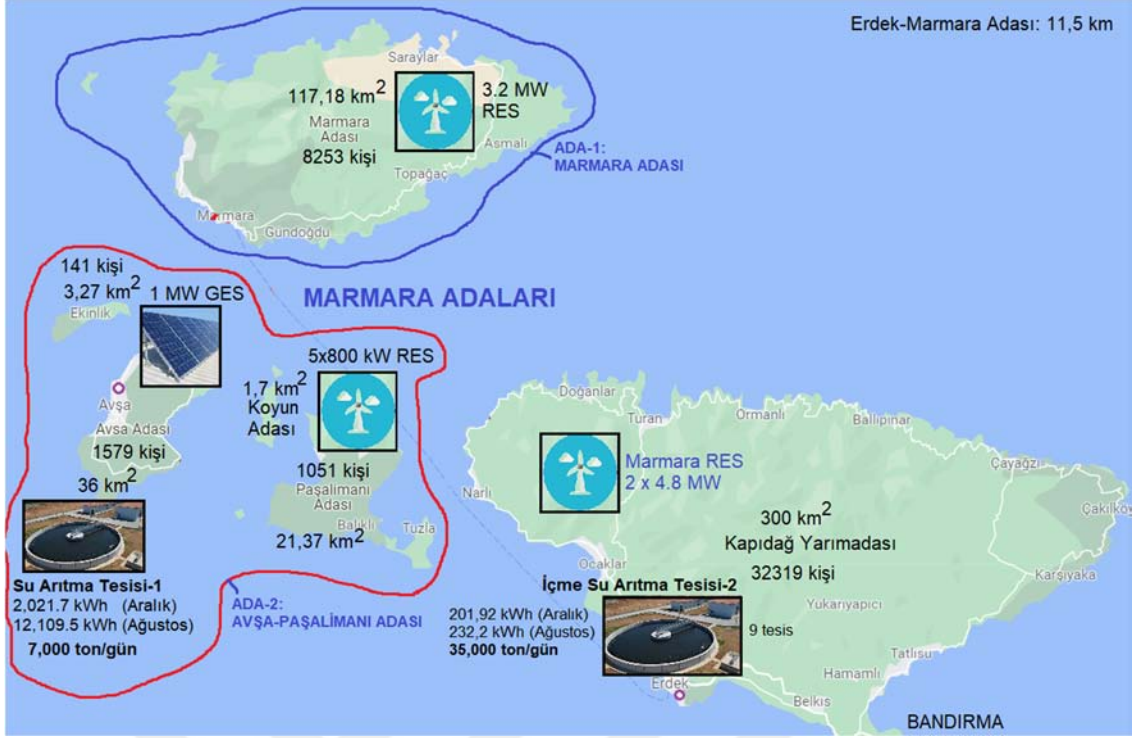 Erdek-Marmara Adası: 11,5 km
Saraylar
117,18 km2
3.2 MW
RES
Marmara
Adası
8253 kişi
Asmalı
ADA-1:
MARMARA ADASI
Topağaç
Marmara
Gündoğdu
141 kişi
3,27 km2
1 MW GES
Ekinlik
MARMARA ADALARI
5x800 kW RES
1,7 km2
Koyun
Adası
Avşa
Avşa Adası
1579 kişi
36 km2
1051 kişi
Paşalimanı
Adası
Balıklı
Tuzla
21,37 km2
Su Arıtma Tesisi-1
2,021.7 kWh (Aralık)
12,109.5 kWh (Ağustos)
7,000 ton/gün
ADA-2:
AVŞA-PAŞALİMANI ADASI
Doğanlar
Turan
Ormanlı
Ballıpınar
Çayağzı
Çakılköy
Narlı
Marmara RES
2 x 4.8 MW
300 km2
Kapıdağ Yarımadası
32319 kişi
Ocaklar
Karşıyaka
İçme Su Arıtma Tesisi-2
201,92 kWh (Aralık)
232,2 kWh (Ağustos)
35,000 ton/gün
9 tesis
Yukarıyapıcı
Tatlısu
Hamamlı
Erdek
Belkıs
BANDIRMA